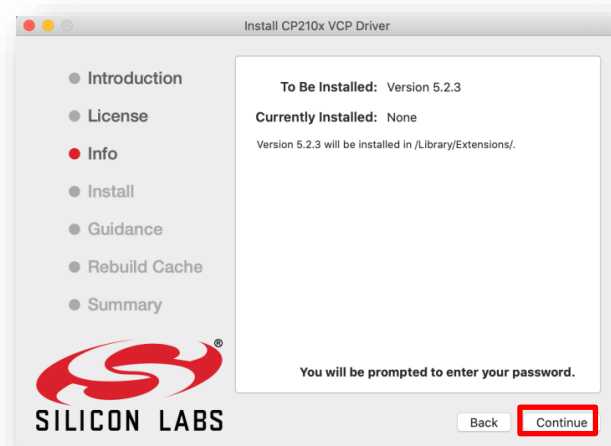 Install CP210x VCP Driver
Introduction
License
Info
Install
Guidance
Rebuild Cache
Summary
To Be Installed: Version 5.2.3
Currently Installed: None
Version 5.2.3 will be installed in /Library/Extensions/.
You will be prompted to enter your password.
®
SILICON LABS
Back
Continue